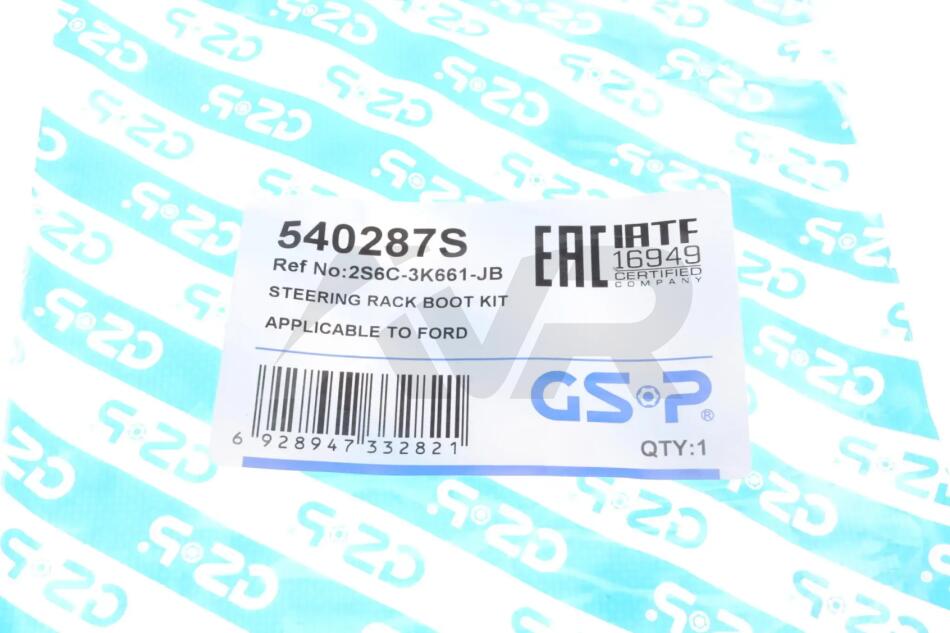 540287S
Ref No:2S6C-3K661-JB
STEERING RACK BOOT KIT
APPLICABLE TO FORD
EAC
IATF
16949
CERTIFIED
COMPANY
GSP®
6 928947 332821
QTY:1